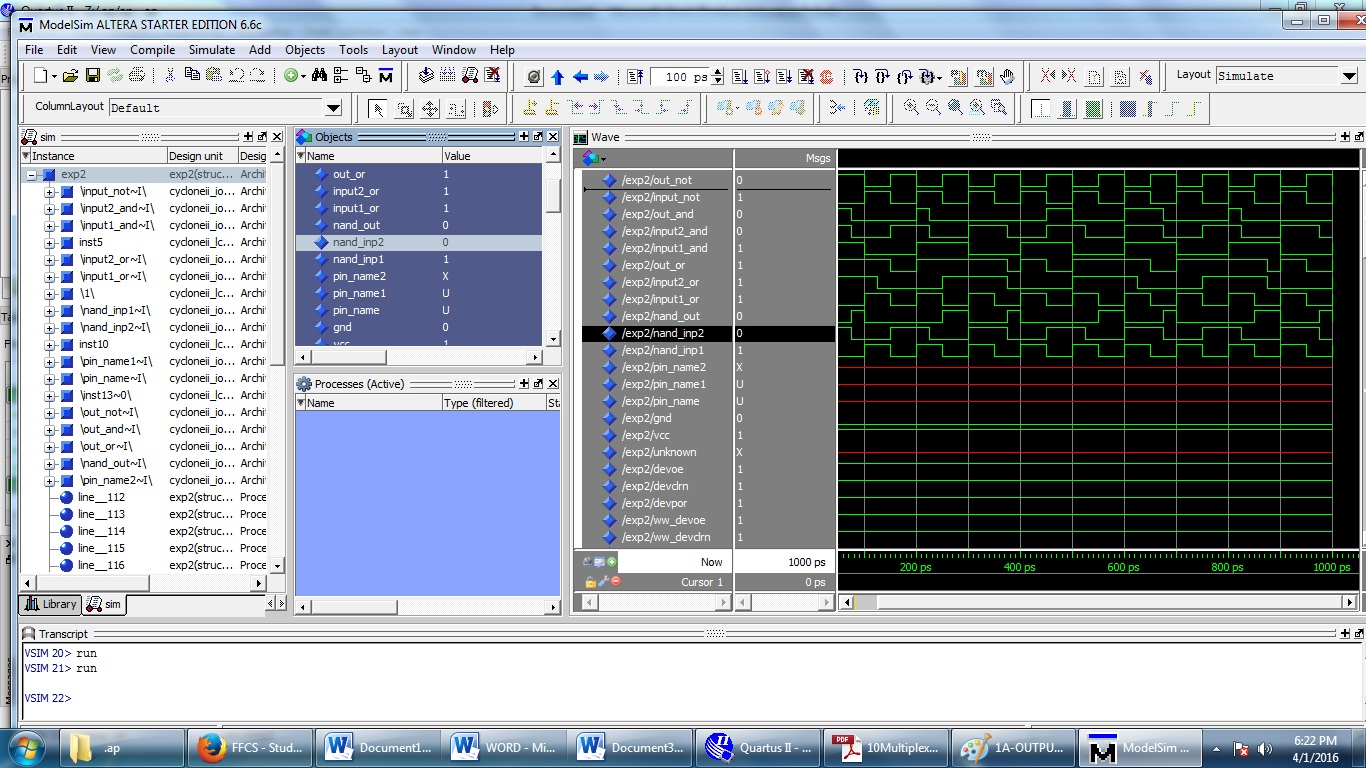 Quartus II - Z:/.ap/ap - ap
ModelSim ALTERA STARTER EDITION 6.6c
File Edit View Compile Simulate Add Objects Tools Layout Window Help
100 ps Layout Simulate
ColumnLayout Default
sim
Instance Design unit Desig
exp2 exp2(struc... Archi
\input_not~I\ cycloneii_io... Archi
\input2_and~I\ cycloneii_io... Archi
\input1_and~I\ cycloneii_io... Archi
inst5 cycloneii_lc... Archi
\input2_or~I\ cycloneii_io... Archi
\input1_or~I\ cycloneii_io... Archi
\1\ cycloneii_lc... Archi
\nand_inp1~I\ cycloneii_io... Archi
\nand_inp2~I\ cycloneii_io... Archi
inst10 cycloneii_lc... Archi
\pin_name1~I\ cycloneii_io... Archi
\pin_name~I\ cycloneii_io... Archi
\inst13~0\ cycloneii_lc... Archi
\out_not~I\ cycloneii_io... Archi
\out_and~I\ cycloneii_io... Archi
\out_or~I\ cycloneii_io... Archi
\nand_out~I\ cycloneii_io... Archi
\pin_name2~I\ cycloneii_io... Archi
line__112 exp2(struc... Proce
line__113 exp2(struc... Proce
line__114 exp2(struc... Proce
line__115 exp2(struc... Proce
line__116 exp2(struc... Proce
Library sim
Objects
Name Value
out_or 1
input2_or 1
input1_or 1
nand_out 0
nand_inp2 0
nand_inp1 1
pin_name2 X
pin_name1 U
pin_name U
gnd 0
vcc 1
Processes (Active)
Name Type (filtered) Sta
Wave
Msgs
/exp2/out_not 0
/exp2/input_not 1
/exp2/out_and 0
/exp2/input2_and 0
/exp2/input1_and 1
/exp2/out_or 1
/exp2/input2_or 1
/exp2/input1_or 1
/exp2/nand_out 0
/exp2/nand_inp2 0
/exp2/nand_inp1 1
/exp2/pin_name2 X
/exp2/pin_name1 U
/exp2/pin_name U
/exp2/gnd 0
/exp2/vcc 1
/exp2/unknown X
/exp2/devoe 1
/exp2/devclrn 1
/exp2/devpor 1
/exp2/ww_devoe 1
/exp2/ww_devclrn 1
Now 1000 ps
Cursor 1 0 ps
200 ps 400 ps 600 ps 800 ps 1000 ps
Transcript
VSIM 20> run
VSIM 21> run
VSIM 22>
.ap FFCS - Stud... Document1... WORD - Mi... Document3... Quartus II - ... 10Multiplex... 1A-OUTPU... ModelSim ...
6:22 PM
4/1/2016